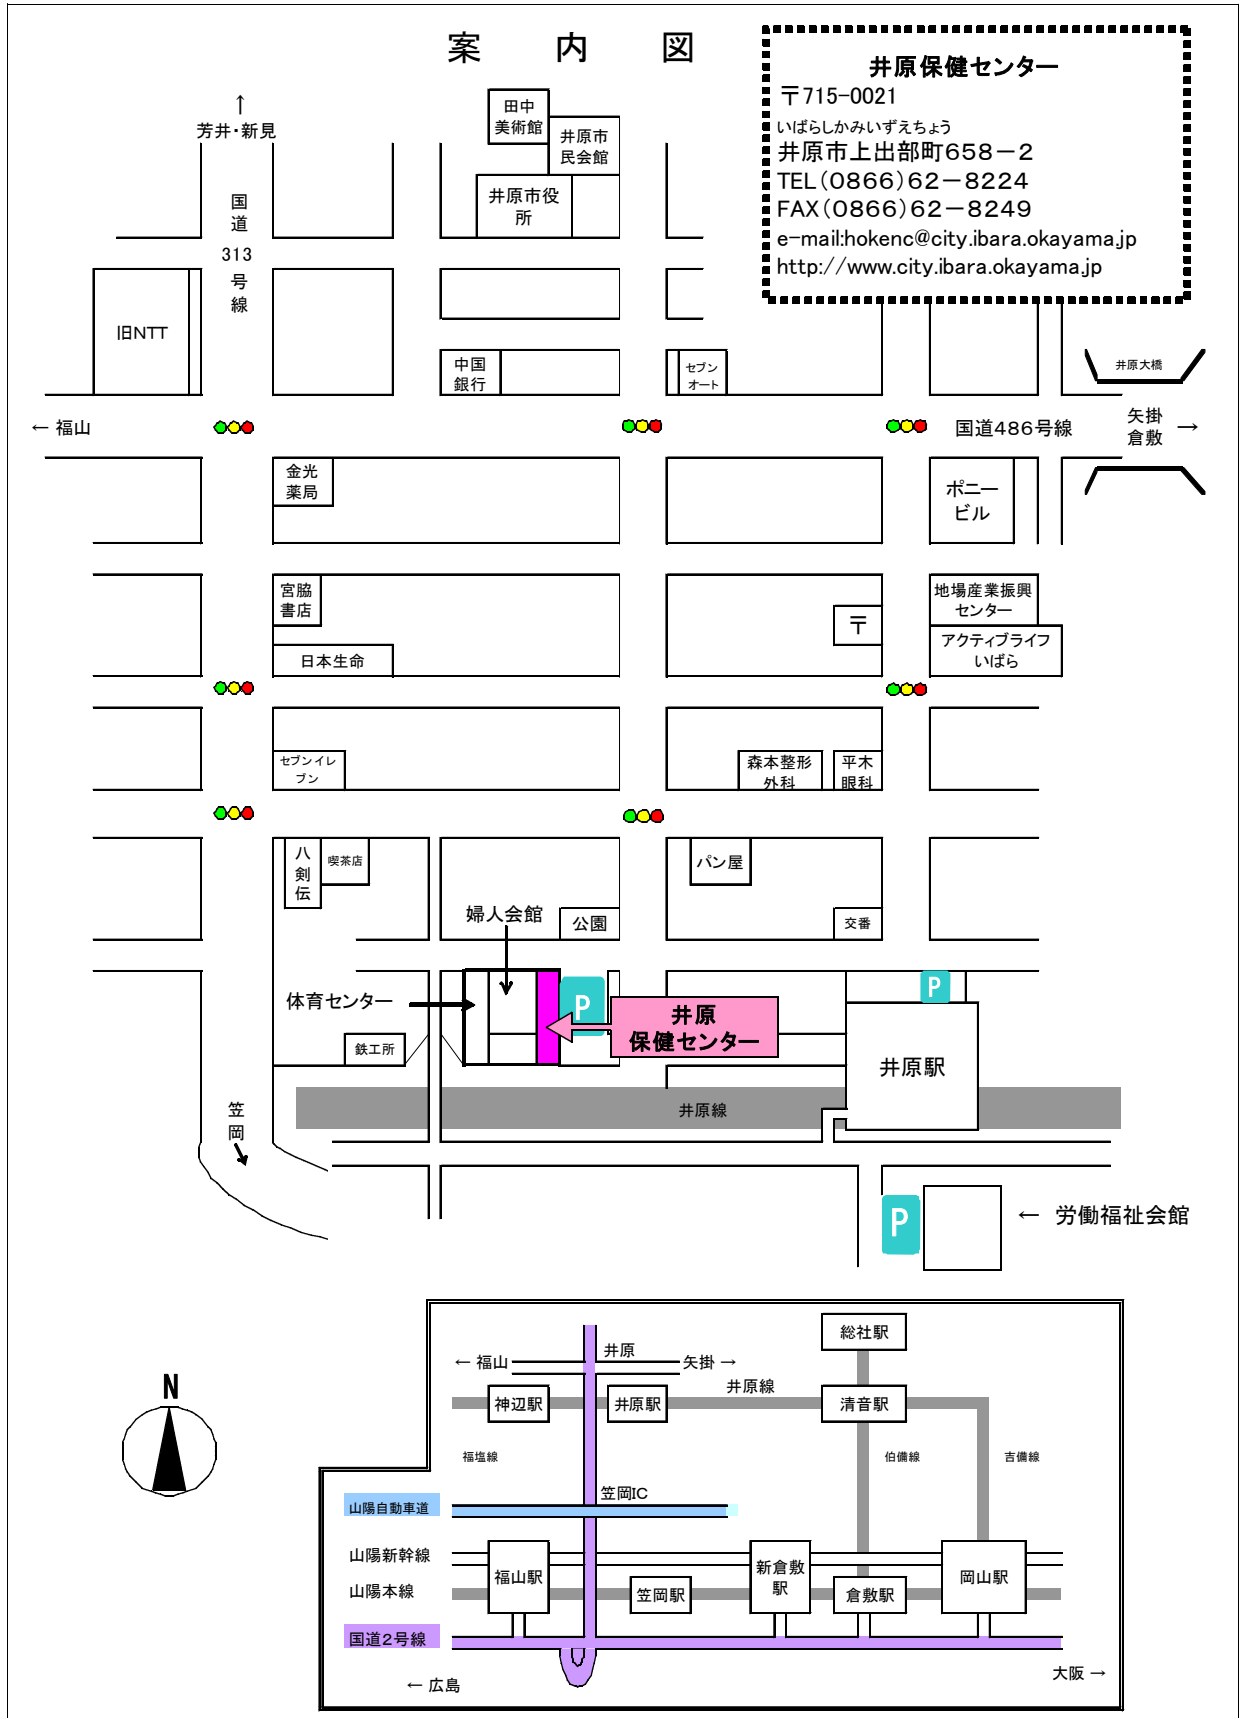 案 内 図
井原保健センター
〒715-0021
いばらしかみいずえちょう
井原市上出部町658－2
TEL(0866)62－8224
FAX(0866)62－8249
e-mail:hokenc@city.ibara.okayama.jp
http://www.city.ibara.okayama.jp
↑
芳井・新見
国道
313
号線
田中
美術館
井原市
民会館
井原市役
所
旧NTT
中国
銀行
セブン
オート
井原大橋
← 福山
国道486号線
矢掛
倉敷 →
金光
薬局
ポニー
ビル
宮脇
書店
日本生命
〒
地場産業振興
センター
アクティブライフ
いばら
セブンイレ
ブン
森本整形
外科
平木
眼科
八剣伝
喫茶店
パン屋
婦人会館
公園
交番
体育センター
P
井原
保健センター
P
鉄工所
井原駅
井原線
笠岡
P
← 労働福祉会館
N
総社駅
井原
← 福山
矢掛 →
井原線
神辺駅
井原駅
清音駅
福塩線
伯備線
吉備線
笠岡IC
山陽自動車道
山陽新幹線
福山駅
新倉敷
駅
岡山駅
山陽本線
笠岡駅
倉敷駅
国道2号線
← 広島
大阪 →